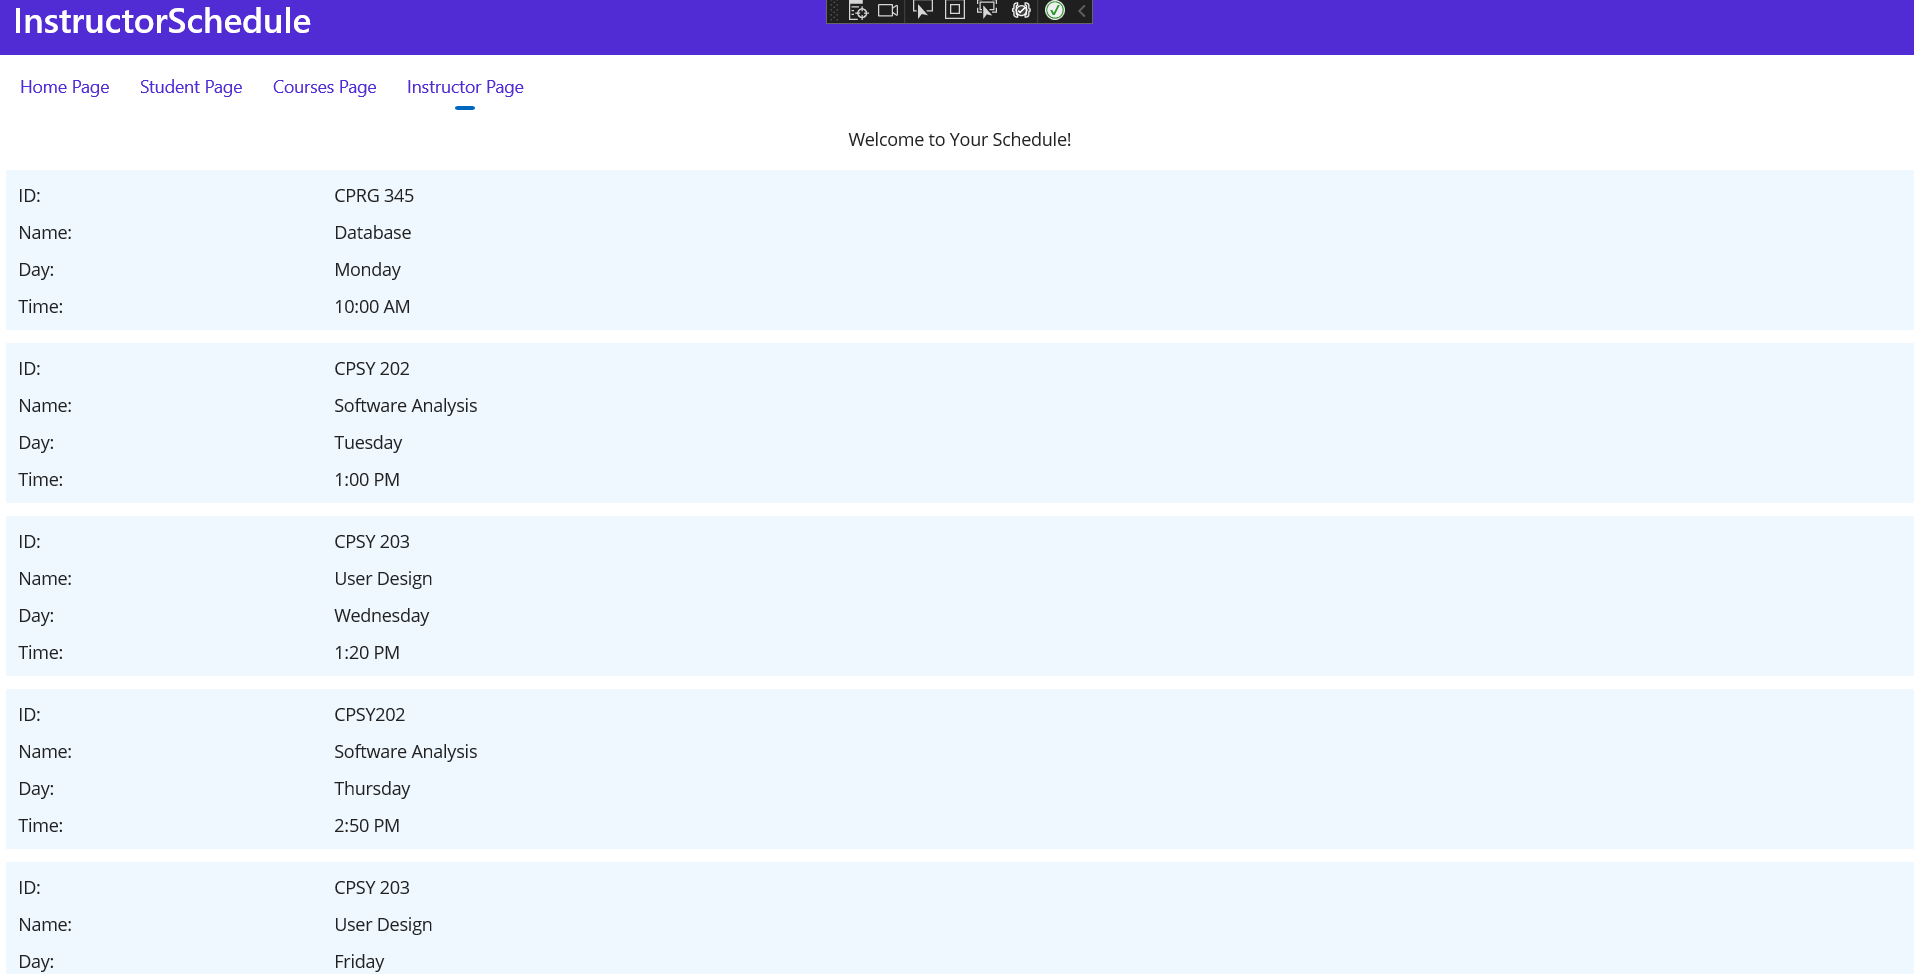 InstructorSchedule
Home Page Student Page Courses Page Instructor Page
Welcome to Your Schedule!
ID: CPRG 345
Name: Database
Day: Monday
Time: 10:00 AM
ID: CPSY 202
Name: Software Analysis
Day: Tuesday
Time: 1:00 PM
ID: CPSY 203
Name: User Design
Day: Wednesday
Time: 1:20 PM
ID: CPSY202
Name: Software Analysis
Day: Thursday
Time: 2:50 PM
ID: CPSY 203
Name: User Design
Day: Friday